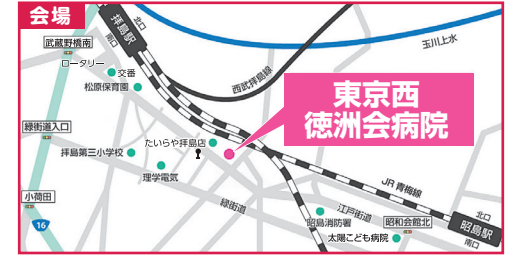 会場
拝島駅
北口
南口
武蔵野橋南
ロータリー
交番
松原保育園
玉川上水
西武拝島線
東京西
徳洲会病院
緑街道入口
拝島第三小学校
たいらや拝島店
理学電気
JR 青梅線
小荷田
緑街道
16
江戸街道
昭島消防署
昭和会館北
太陽こども病院
昭島駅
北口
南口